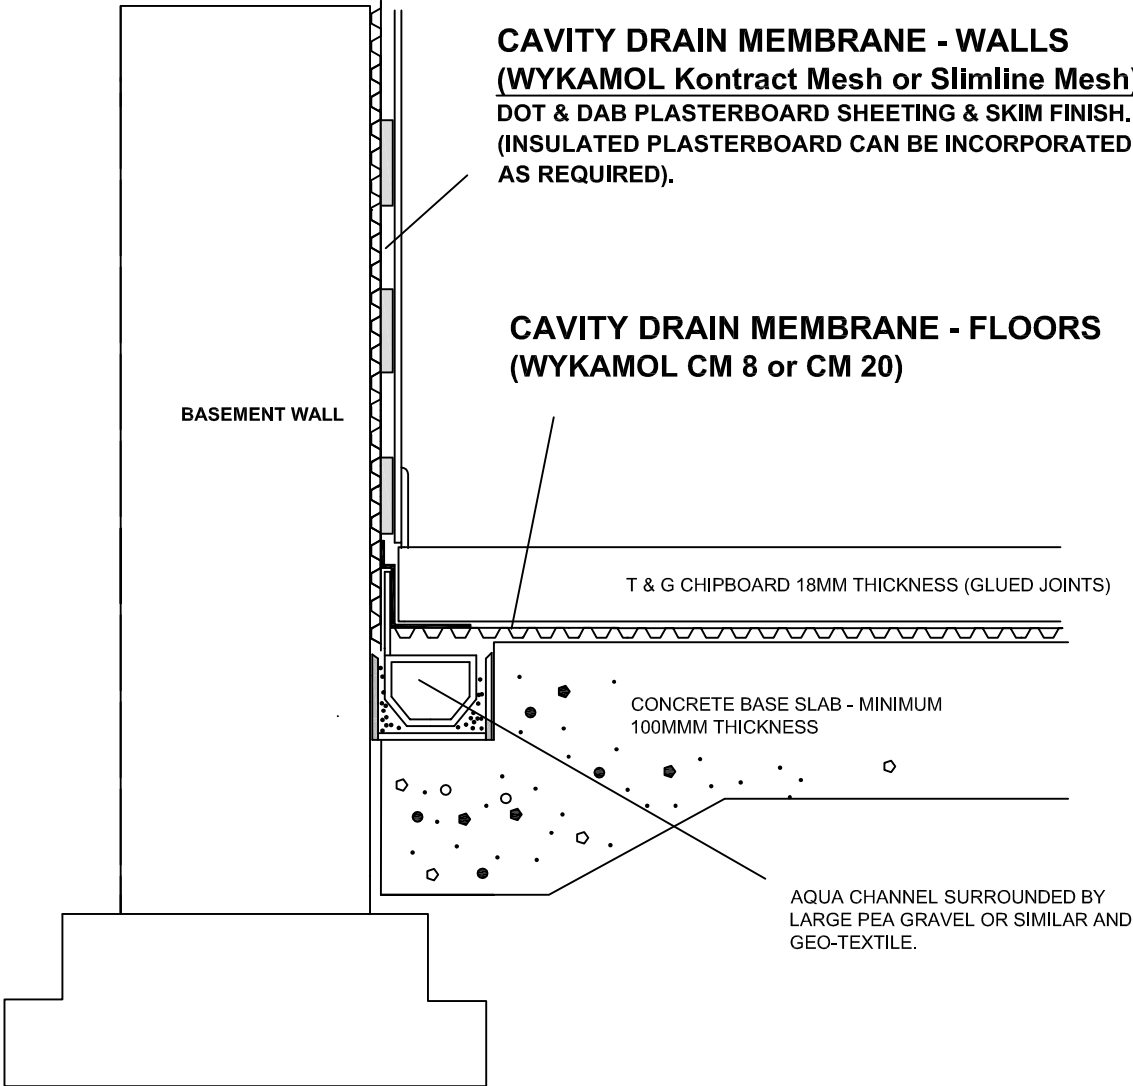 CAVITY DRAIN MEMBRANE - WALLS
(WYKAMOL Kontract Mesh or Slimline Mesh)
DOT & DAB PLASTERBOARD SHEETING & SKIM FINISH.
(INSULATED PLASTERBOARD CAN BE INCORPORATED
AS REQUIRED).
CAVITY DRAIN MEMBRANE - FLOORS
(WYKAMOL CM 8 or CM 20)
BASEMENT WALL
T & G CHIPBOARD 18MM THICKNESS (GLUED JOINTS)
CONCRETE BASE SLAB - MINIMUM
100MMM THICKNESS
AQUA CHANNEL SURROUNDED BY
LARGE PEA GRAVEL OR SIMILAR AND
GEO-TEXTILE.